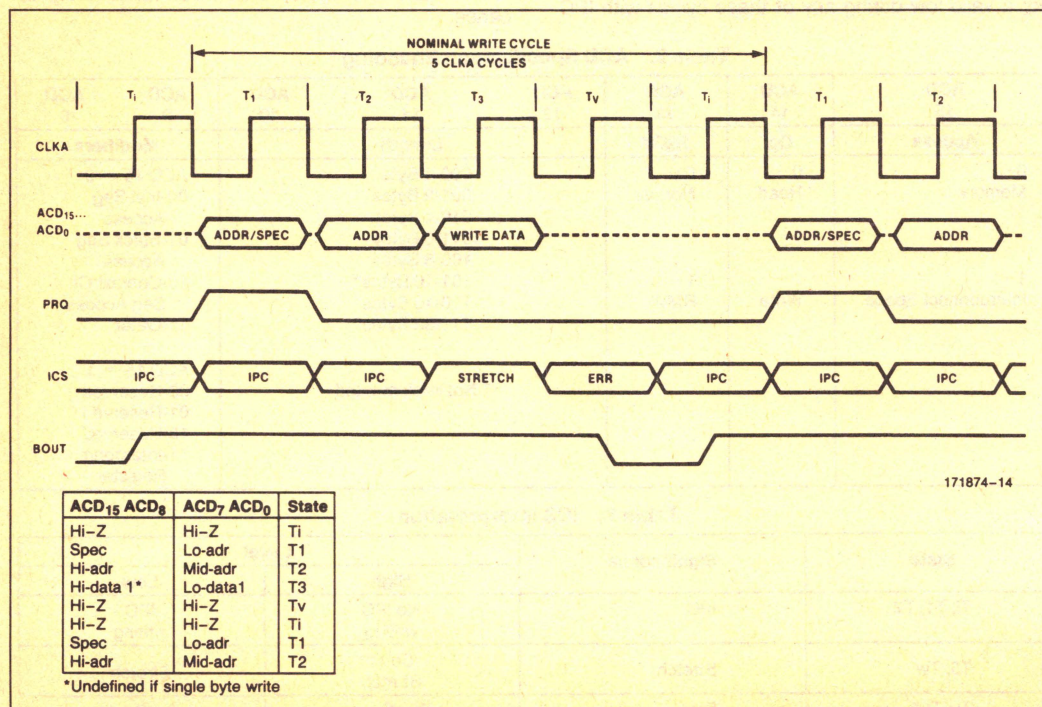 NOMINAL WRITE CYCLE
5 CLKA CYCLES
Ti T1 T2 T3 TV Ti T1 T2
CLKA
ACD15...
ACD0
ADDR/SPEC ADDR WRITE DATA ADDR/SPEC ADDR
PRQ
ICS IPC IPC IPC STRETCH ERR IPC IPC IPC
BOUT
171874–14
ACD15 ACD8 ACD7 ACD0 State
Hi–Z Hi–Z Ti
Spec Lo-adr T1
Hi-adr Mid-adr T2
Hi-data 1* Lo-data1 T3
Hi-Z Hi-Z Tv
Hi-Z Hi-Z Ti
Spec Lo-adr T1
Hi-adr Mid-adr T2
*Undefined if single byte write